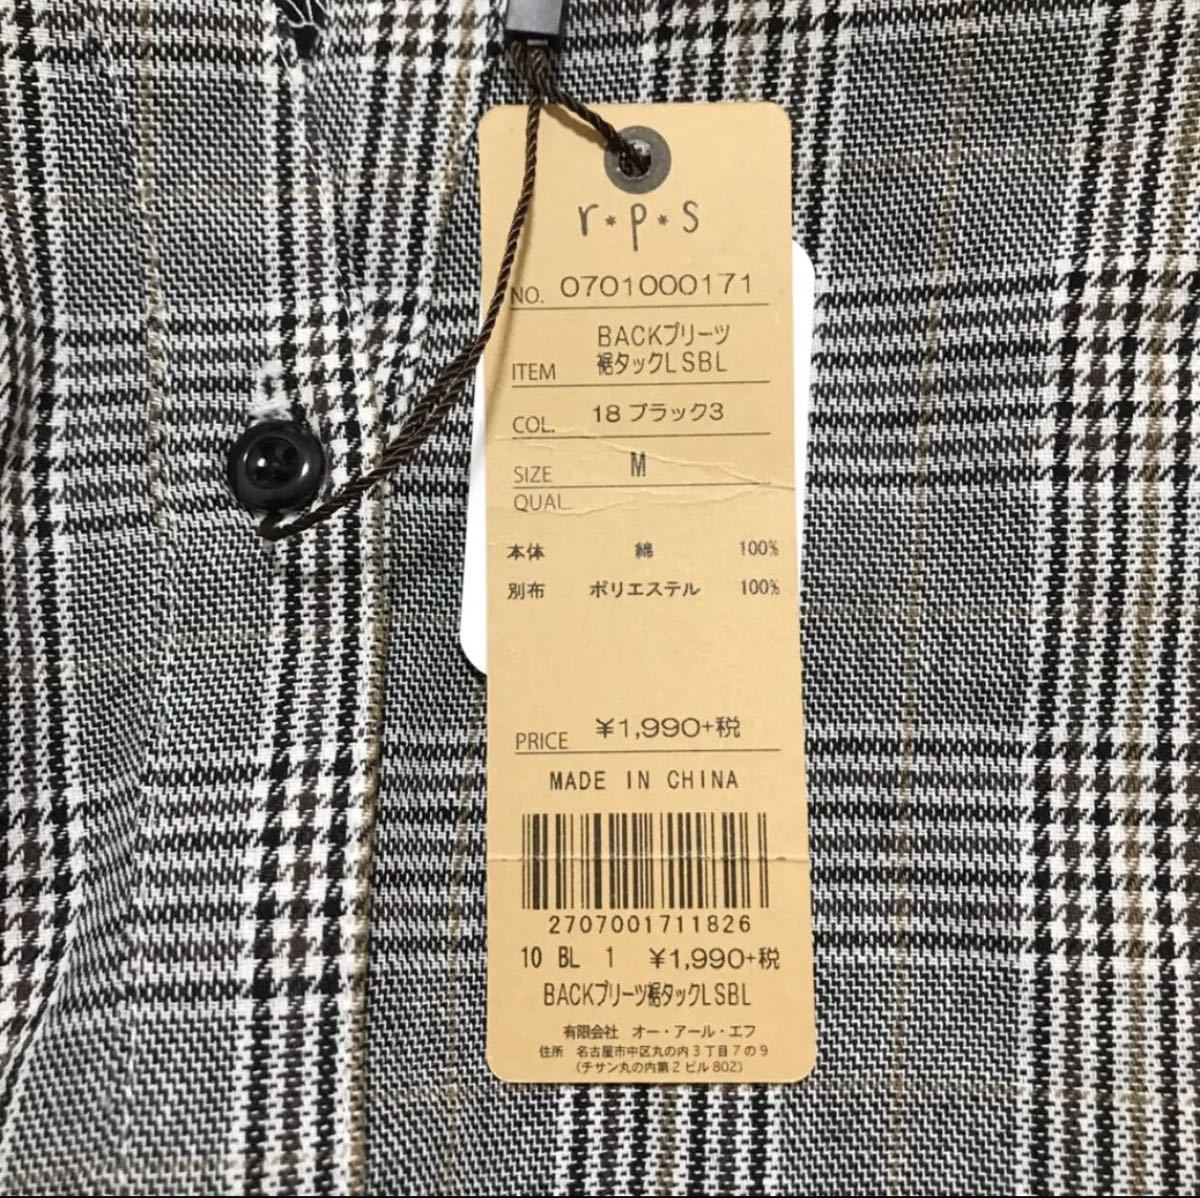 r*p*s
NO. 0701000171
BACKプリーツ
ITEM 裾タックLSBL
COL. 18 ブラック3
SIZE M
QUAL.
本体 綿 100%
別布 ポリエステル 100%
PRICE ¥1,990+税
MADE IN CHINA
2707001711826
10 BL 1 ¥1,990+税
BACKプリーツ裾タックLSBL
有限会社 オー・アール・エフ
住所 名古屋市中区丸の内3丁目7の9
(チサン丸の内第2ビル802)